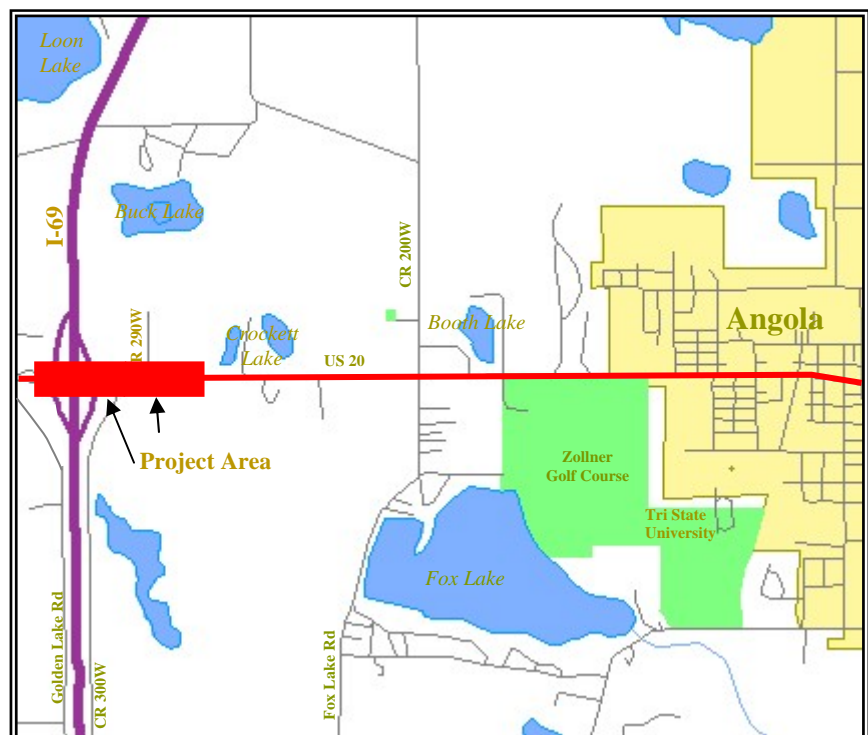 Loon
Lake
I-69
Buck Lake
CR 200W
R 290W
Crockett
Lake
Booth Lake
Angola
US 20
Project Area
Zollner
Golf Course
Tri State
University
Fox Lake
Golden Lake Rd
CR 300W
Fox Lake Rd